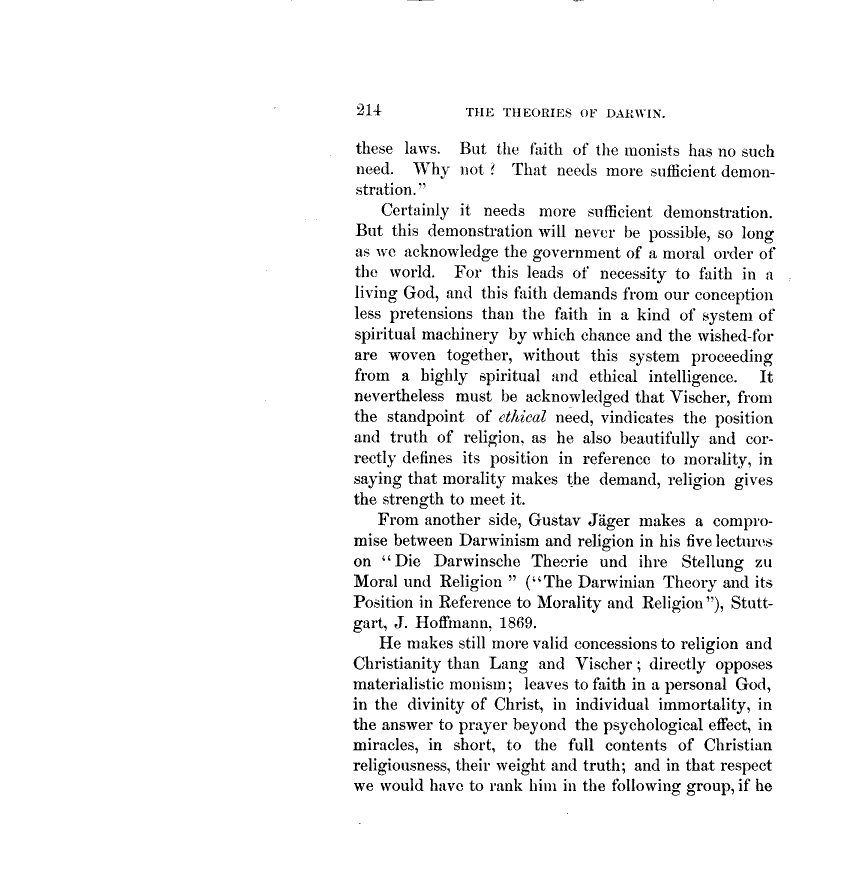 214 THE THEORIES OF DARWIN.
these laws. But the faith of the monists has no such
need. Why not? That needs more sufficient demon-
stration."
Certainly it needs more sufficient demonstration.
But this demonstration will never be possible, so long
as we acknowledge the government of a moral order of
the world. For this leads of necessity to faith in a
living God, and this faith demands from our conception
less pretensions than the faith in a kind of system of
spiritual machinery by which chance and the wished-for
are woven together, without this system proceeding
from a highly spiritual and ethical intelligence. It
nevertheless must be acknowledged that Vischer, from
the standpoint of ethical need, vindicates the position
and truth of religion, as he also beautifully and cor-
rectly defines its position in reference to morality, in
saying that morality makes the demand, religion gives
the strength to meet it.
From another side, Gustav Jäger makes a compro-
mise between Darwinism and religion in his five lectures
on "Die Darwinsche Theorie und ihre Stellung zu
Moral und Religion" ("The Darwinian Theory and its
Position in Reference to Morality and Religion"), Stutt-
gart, J. Hoffmann, 1869.
He makes still more valid concessions to religion and
Christianity than Lang and Vischer; directly opposes
materialistic monism; leaves to faith in a personal God,
in the divinity of Christ, in individual immortality, in
the answer to prayer beyond the psychological effect, in
miracles, in short, to the full contents of Christian
religiousness, their weight and truth; and in that respect
we would have to rank him in the following group, if he